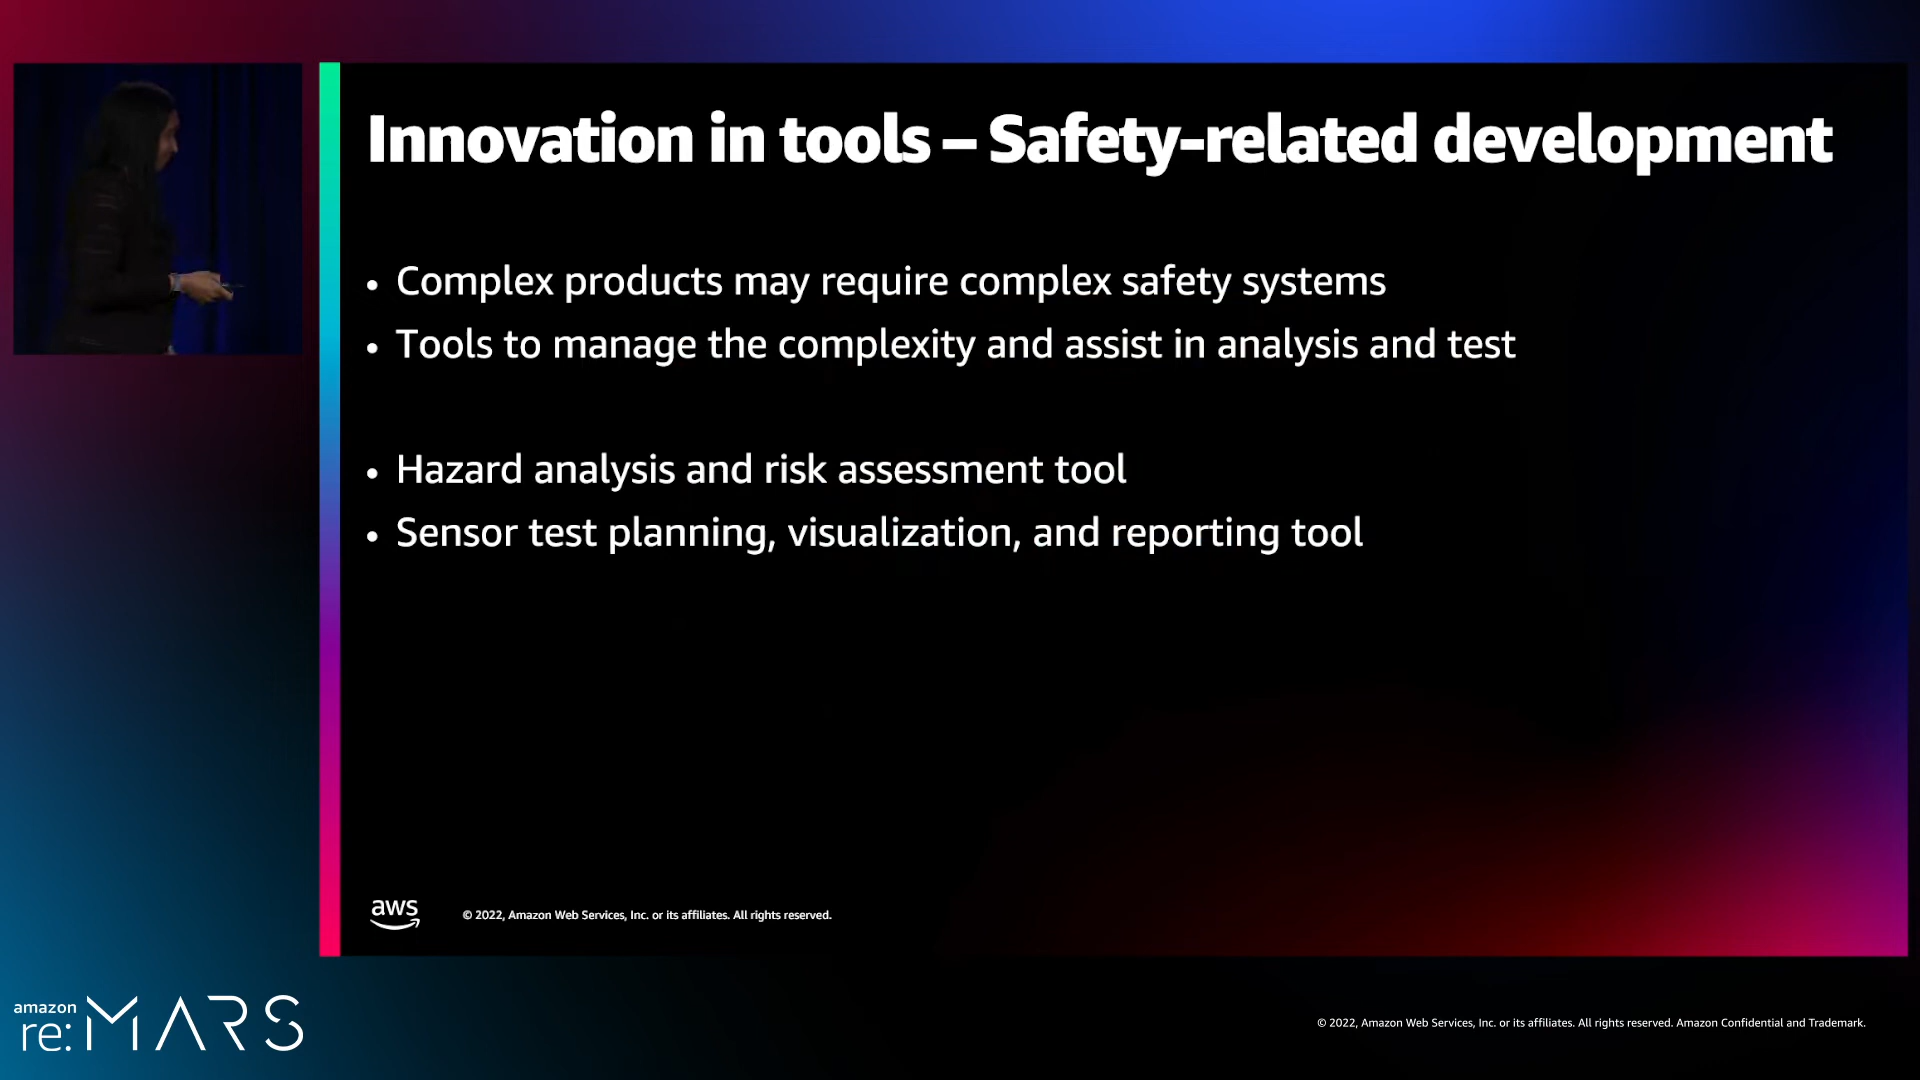 Innovation in tools – Safety-related development
• Complex products may require complex safety systems
• Tools to manage the complexity and assist in analysis and test
• Hazard analysis and risk assessment tool
• Sensor test planning, visualization, and reporting tool
aws
© 2022, Amazon Web Services, Inc. or its affiliates. All rights reserved.
amazon
re:MARS
© 2022, Amazon Web Services, Inc. or its affiliates. All rights reserved. Amazon Confidential and Trademark.